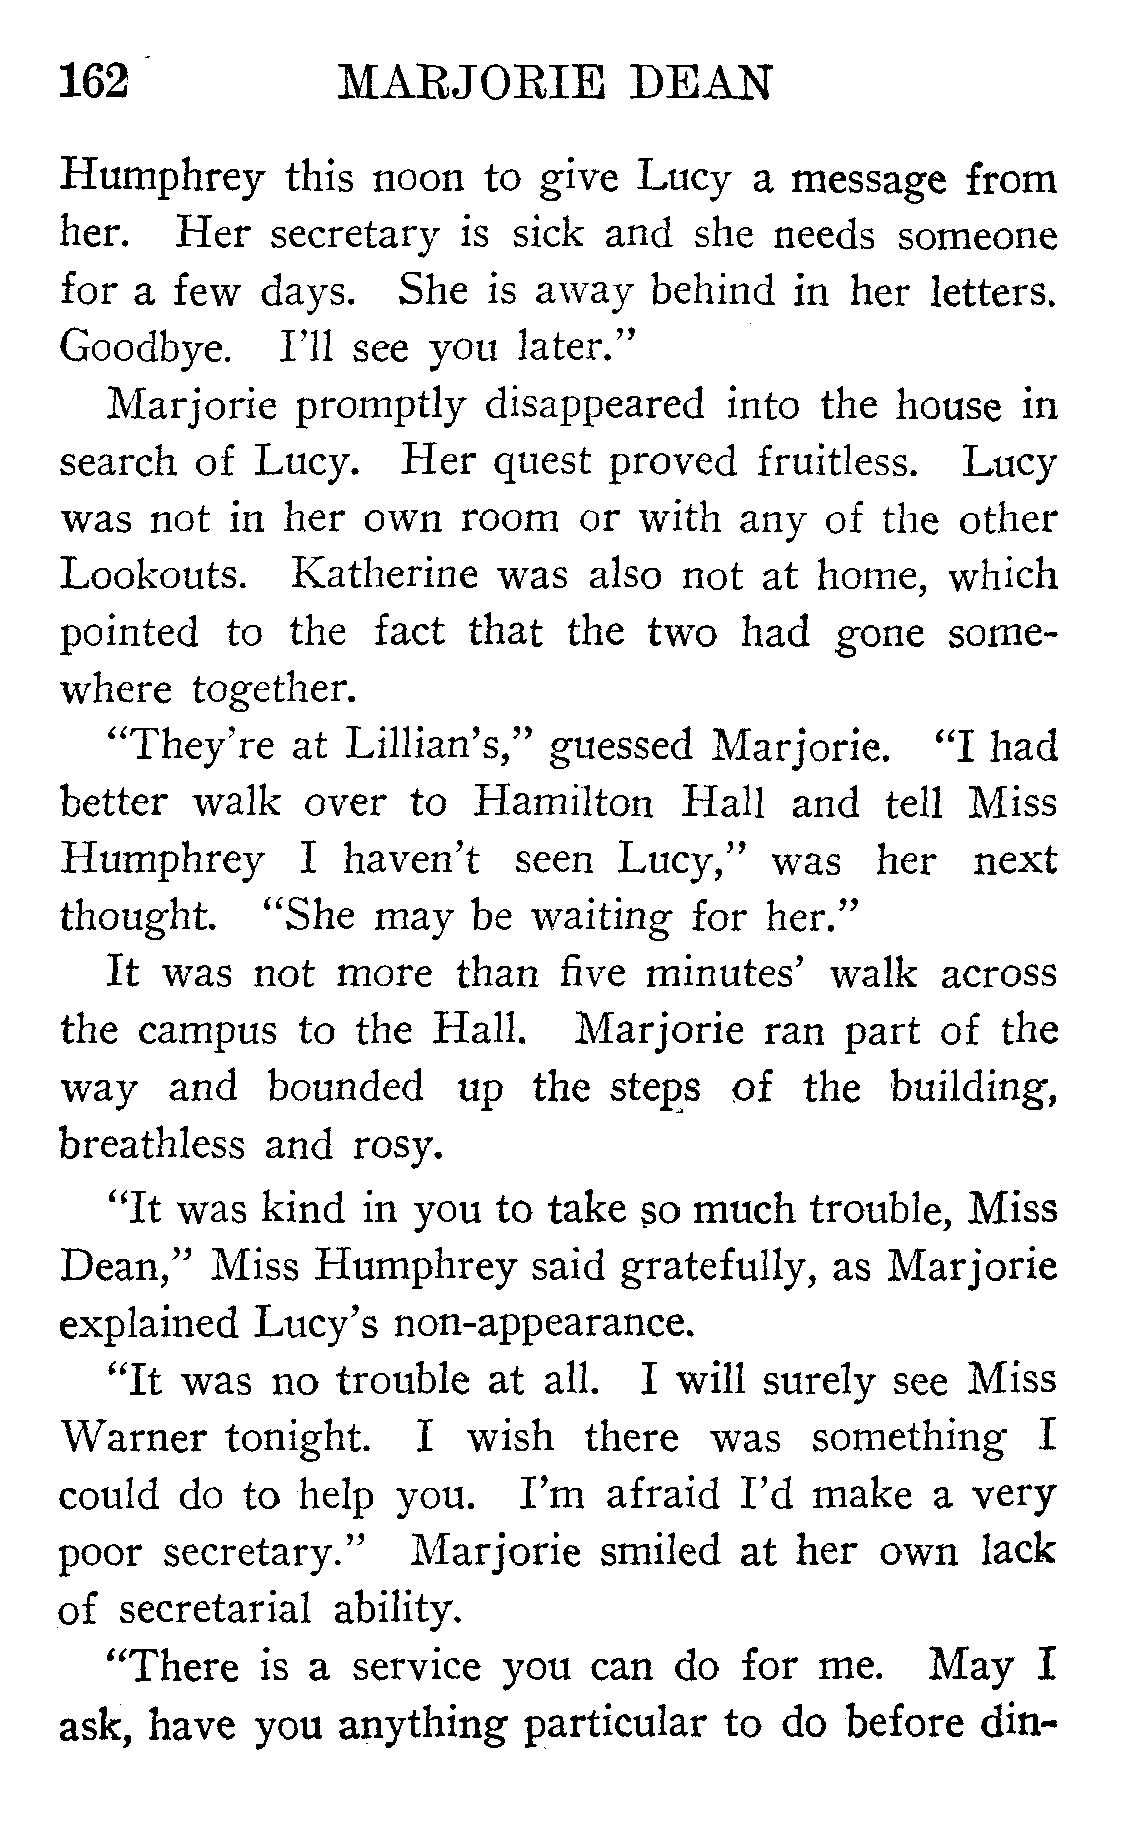 162 MARJORIE DEAN
Humphrey this noon to give Lucy a message from
her. Her secretary is sick and she needs someone
for a few days. She is away behind in her letters.
Goodbye. I'll see you later.”
Marjorie promptly disappeared into the house in
search of Lucy. Her quest proved fruitless. Lucy
was not in her own room or with any of the other
Lookouts. Katherine was also not at home, which
pointed to the fact that the two had gone some-
where together.
“They're at Lillian's,” guessed Marjorie. “I had
better walk over to Hamilton Hall and tell Miss
Humphrey I haven't seen Lucy,” was her next
thought. “She may be waiting for her.”
It was not more than five minutes' walk across
the campus to the Hall. Marjorie ran part of the
way and bounded up the steps of the building,
breathless and rosy.
“It was kind in you to take so much trouble, Miss
Dean,” Miss Humphrey said gratefully, as Marjorie
explained Lucy's non-appearance.
“It was no trouble at all. I will surely see Miss
Warner tonight. I wish there was something I
could do to help you. I'm afraid I'd make a very
poor secretary.” Marjorie smiled at her own lack
of secretarial ability.
“There is a service you can do for me. May I
ask, have you anything particular to do before din-